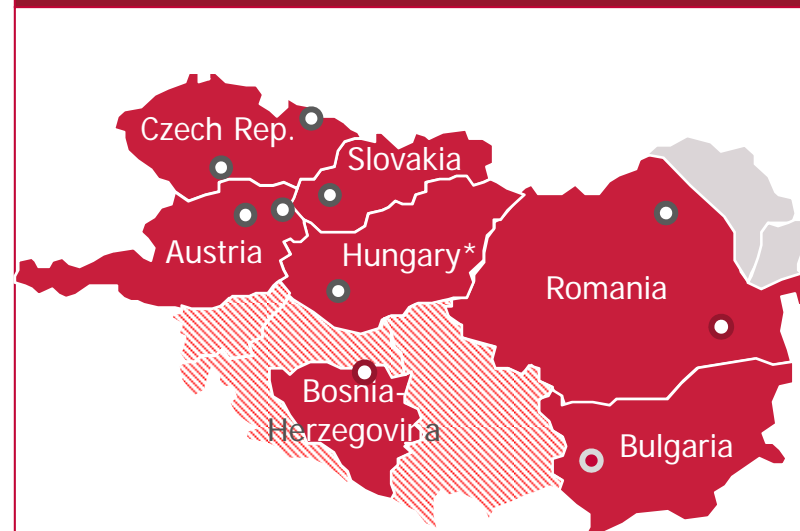 Czech Rep.
Slovakia
Austria
Hungary*
Romania
Bosnia-
Herzegovina
Bulgaria